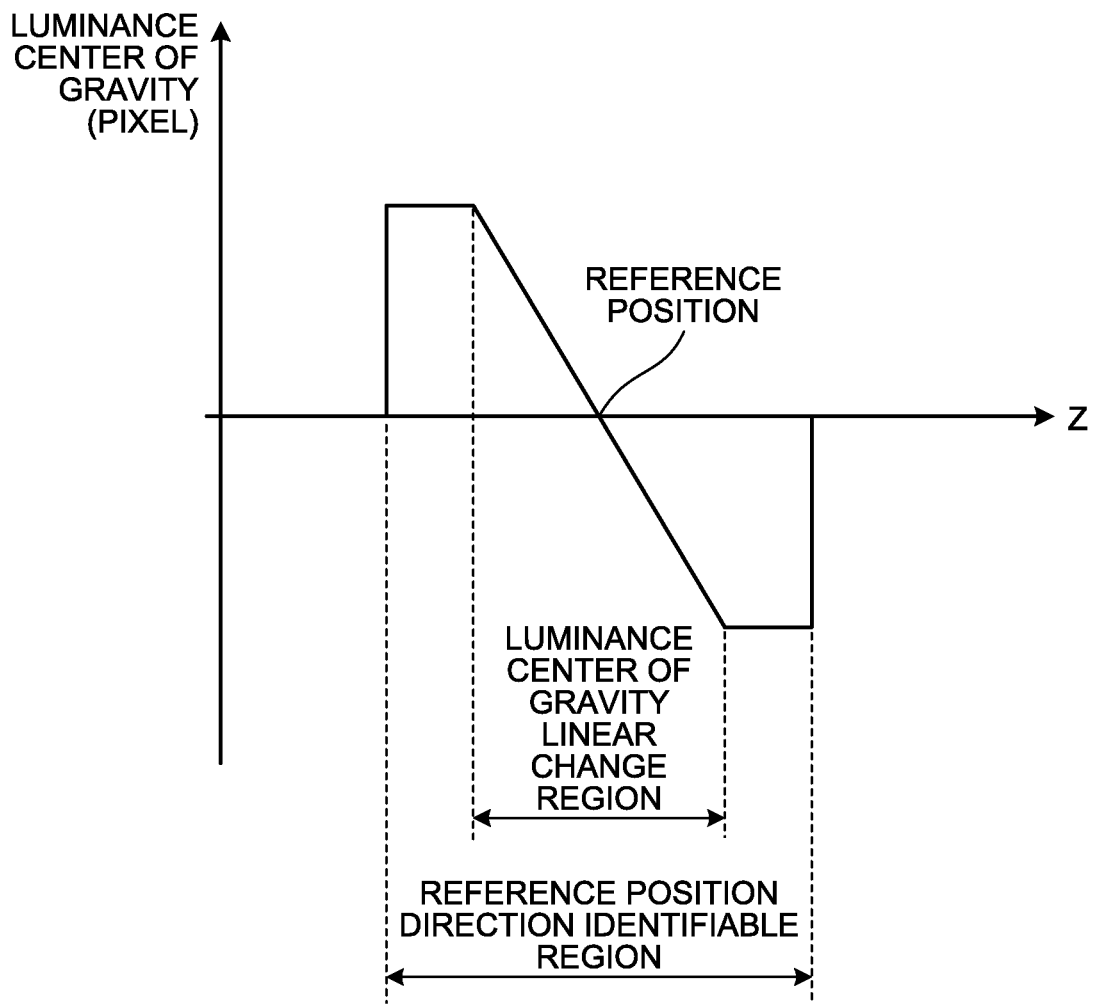 LUMINANCE
CENTER OF
GRAVITY
(PIXEL)
REFERENCE
POSITION
Z
LUMINANCE
CENTER OF
GRAVITY
LINEAR
CHANGE
REGION
REFERENCE POSITION
DIRECTION IDENTIFIABLE
REGION